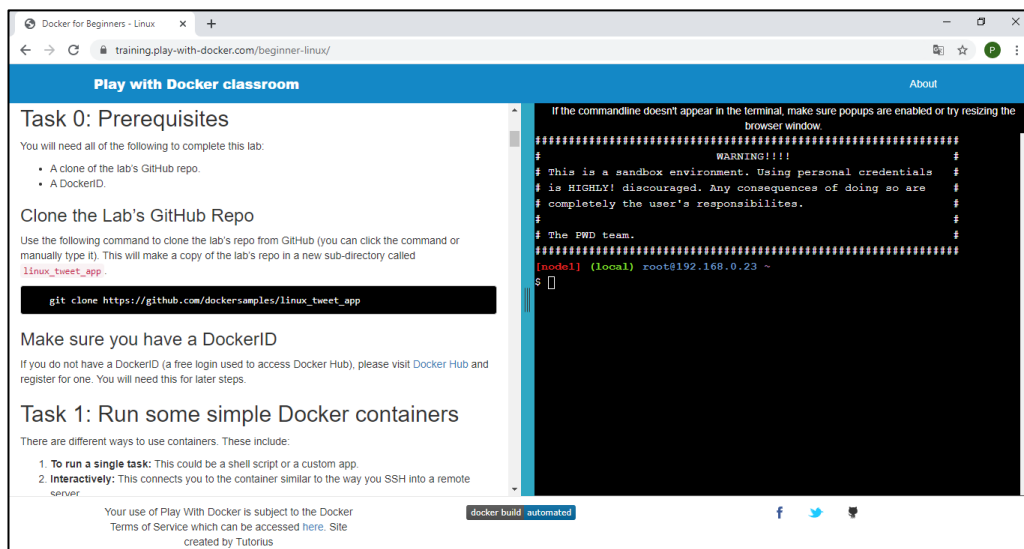 Docker for Beginners - Linux
training.play-with-docker.com/beginner-linux/
P
Play with Docker classroom
About
Task 0: Prerequisites
You will need all of the following to complete this lab:
• A clone of the lab's GitHub repo.
• A DockerID.
Clone the Lab's GitHub Repo
Use the following command to clone the lab's repo from GitHub (you can click the command or
manually type it). This will make a copy of the lab's repo in a new sub-directory called
linux_tweet_app.
git clone https://github.com/dockersamples/linux_tweet_app
Make sure you have a DockerID
If you do not have a DockerID (a free login used to access Docker Hub), please visit Docker Hub and
register for one. You will need this for later steps.
Task 1: Run some simple Docker containers
There are different ways to use containers. These include:
1. To run a single task: This could be a shell script or a custom app.
2. Interactively: This connects you to the container similar to the way you SSH into a remote
server.
If the commandline doesn't appear in the terminal, make sure popups are enabled or try resizing the
browser window.
###############################################################
# WARNING!!!! #
# This is a sandbox environment. Using personal credentials #
# is HIGHLY! discouraged. Any consequences of doing so are #
# completely the user's responsibilites. #
# #
# The PWD team. #
###############################################################
[node1] (local) root@192.168.0.23 ~
$
Your use of Play With Docker is subject to the Docker
Terms of Service which can be accessed here. Site
created by Tutorius
docker build automated